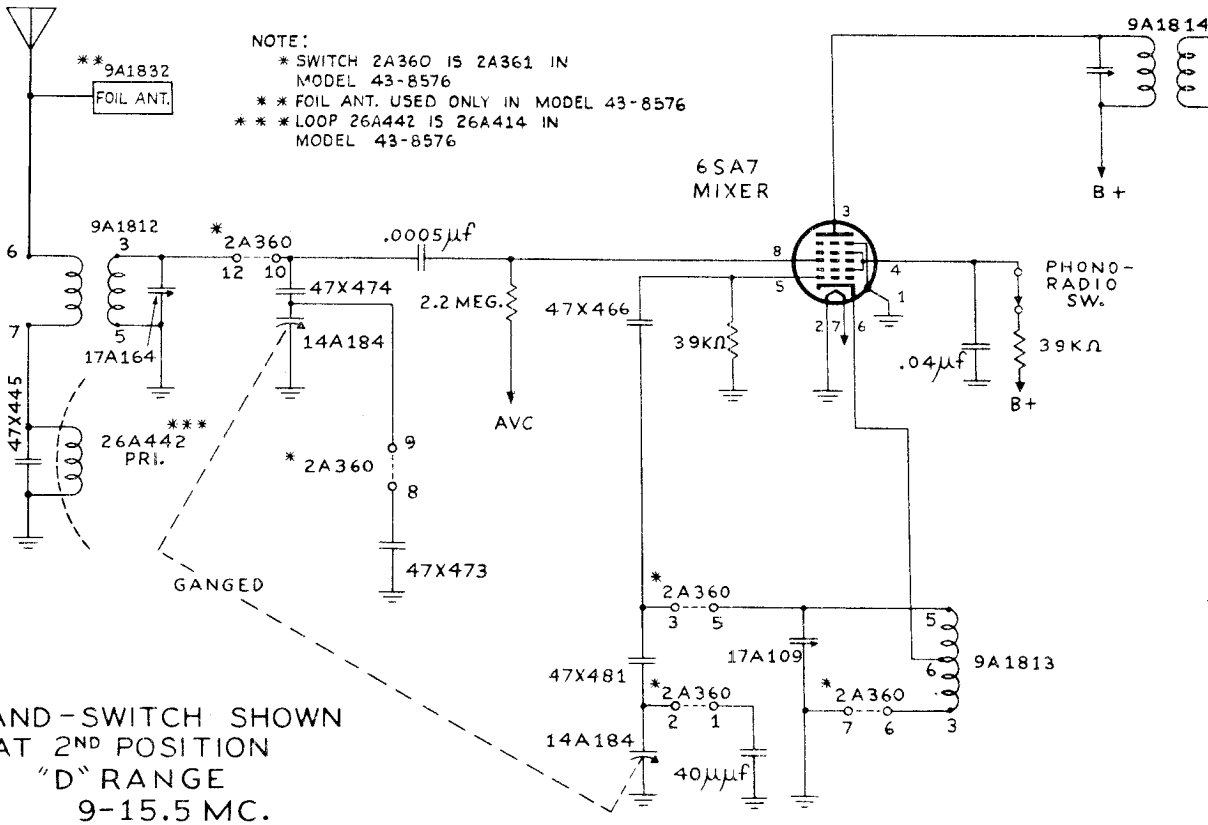 9A1814
NOTE:
* SWITCH 2A360 IS 2A361 IN
MODEL 43-8576
* * FOIL ANT. USED ONLY IN MODEL 43-8576
* * * LOOP 26A442 IS 26A414 IN
MODEL 43-8576
**9A1832
FOIL ANT.
6SA7
MIXER
B+
3
6
9A1812
3
*
2A360
12 10
.0005µf
8
5
4
1
2 7 6
PHONO-
RADIO
SW.
47X474
2.2 MEG.
47X466
39KΩ
.04µf
39KΩ
B+
7
5
17A164
14A184
AVC
47X445
26A442 ***
PRI.
* 2A360
9
8
47X473
GANGED
* 2A360
3 5
17A109
5
6
3
9A1813
47X481
* 2A360
2 1
* 2A360
7 6
14A184
40µµf
AND-SWITCH SHOWN
AT 2ND POSITION
"D" RANGE
9-15.5 MC.